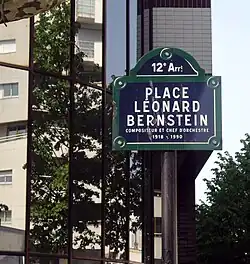 12e Arrt
PLACE
LÉONARD
BERNSTEIN
COMPOSITEUR ET CHEF D'ORCHESTRE
1918 - 1990